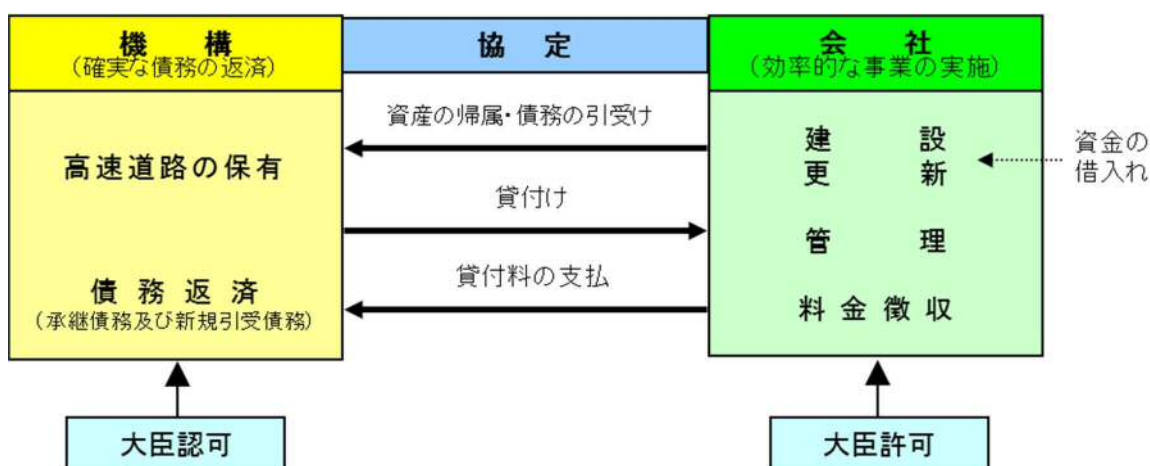 機 構
(確実な債務の返済)
協 定
会 社
(効率的な事業の実施)
高速道路の保有
債 務 返 済
(承継債務及び新規引受債務)
資産の帰属・債務の引受け
貸付け
貸付料の支払
建 設
更 新
管 理
料 金 徴 収
資金の
借入れ
大臣認可
大臣許可